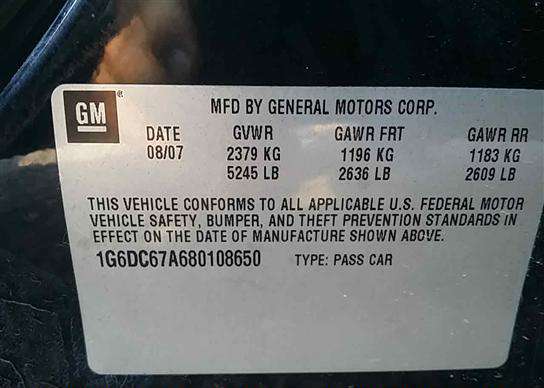 GM®
MFD BY GENERAL MOTORS CORP.
DATE GVWR GAWR FRT GAWR RR
08/07 2379 KG 1196 KG 1183 KG
5245 LB 2636 LB 2609 LB
THIS VEHICLE CONFORMS TO ALL APPLICABLE U.S. FEDERAL MOTOR
VEHICLE SAFETY, BUMPER, AND THEFT PREVENTION STANDARDS IN
EFFECT ON THE DATE OF MANUFACTURE SHOWN ABOVE.
1G6DC67A680108650 TYPE: PASS CAR